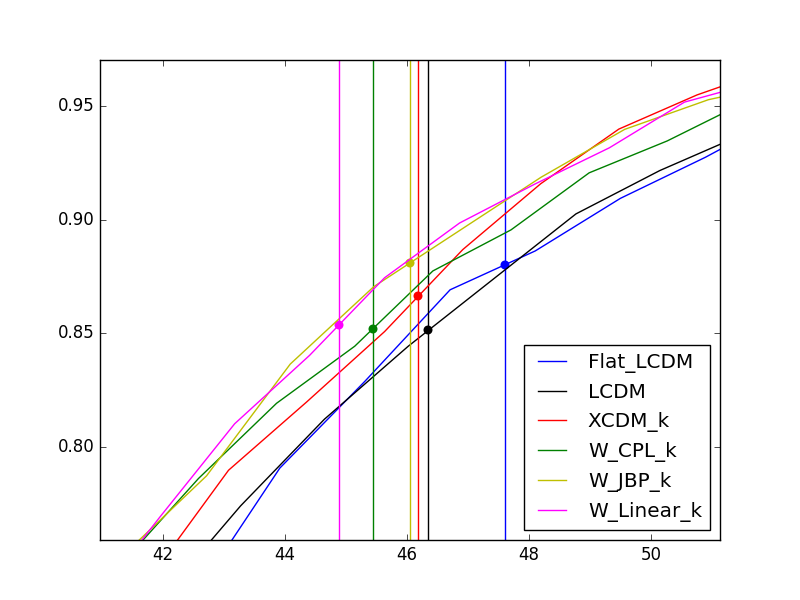 0.95
0.90
0.85
0.80
42 44 46 48 50
Flat_LCDM
LCDM
XCDM_k
W_CPL_k
W_JBP_k
W_Linear_k